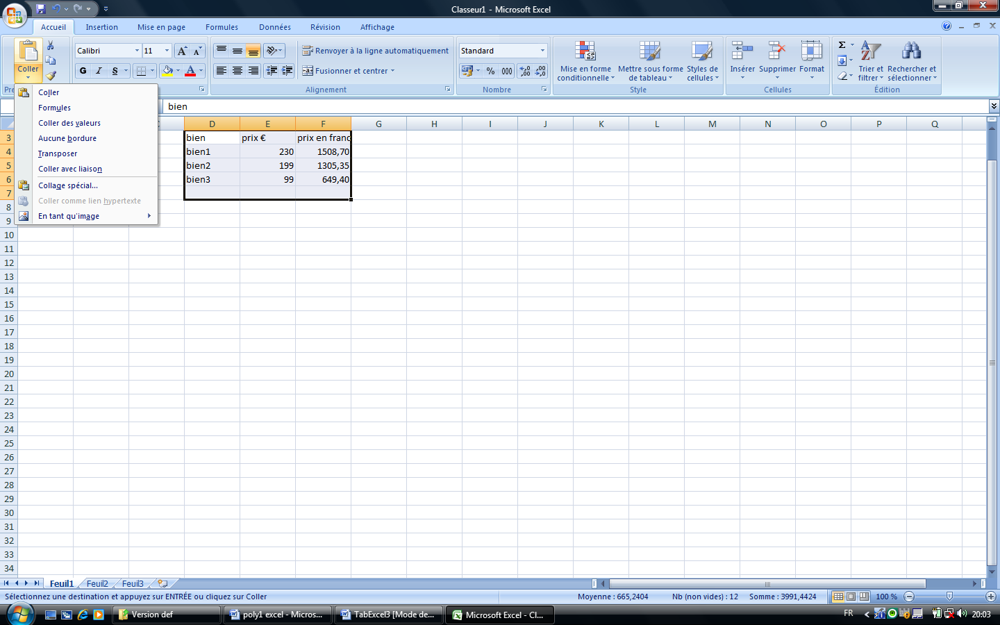 Classeur1 - Microsoft Excel
Accueil Insertion Mise en page Formules Données Révision Affichage
Calibri 11 A A Renvoyer à la ligne automatiquement Standard
Coller G I S A Fusionner et centrer % 000
Mise en forme conditionnelle Mettre sous forme de tableau Styles de cellules Insérer Supprimer Format Σ Trier et filtrer Rechercher et sélectionner
Pre Alignement Nombre Style Cellules Édition
bien
Coller
Formules
Coller des valeurs
Aucune bordure
Transposer
Coller avec liaison
Collage spécial...
Coller comme lien hypertexte
En tant qu'image
D E F G H I J K L M N O P Q
3 bien prix € prix en franc
4 bien1 230 1508,70
5 bien2 199 1305,35
6 bien3 99 649,40
7
8
9
10
11
12
13
14
15
16
17
18
19
20
21
22
23
24
25
26
27
28
29
30
31
32
33
34
Feuil1 Feuil2 Feuil3
Sélectionnez une destination et appuyez sur ENTRÉE ou cliquez sur Coller Moyenne : 665,2404 Nb (non vides) : 12 Somme : 3991,4424 100 %
Version def poly1 excel - Micros... TabExcel3 [Mode de... Microsoft Excel - Cl... FR 20:03